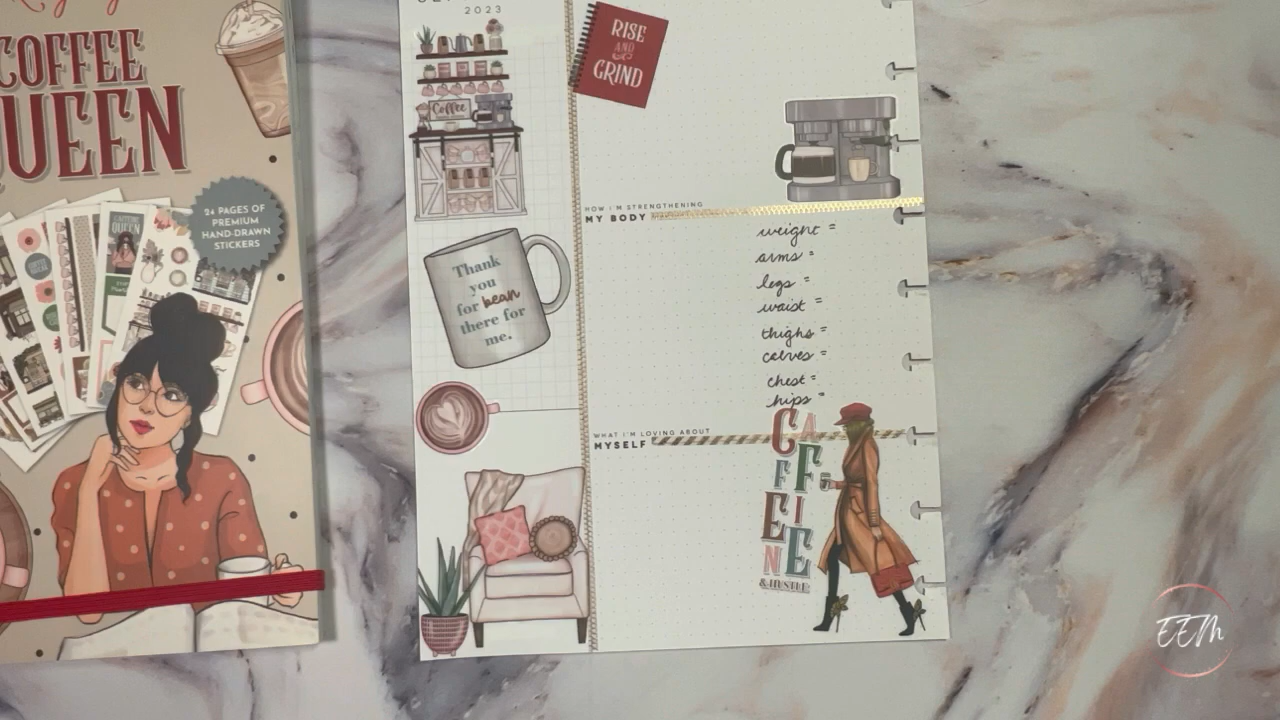 COFFEE
QUEEN
24 PAGES OF
PREMIUM
HAND-DRAWN
STICKERS
CAFFEINE
QUEEN
2023
Coffee
Thank
you
for bean
there for
me.
RISE
AND
GRIND
HOW I'M STRENGTHENING
MY BODY
weight =
arms =
legs =
waist =
thighs =
calves =
chest =
hips =
WHAT I'M LOVING ABOUT
MYSELF
CAFFEINE
& HUSTLE
EEM